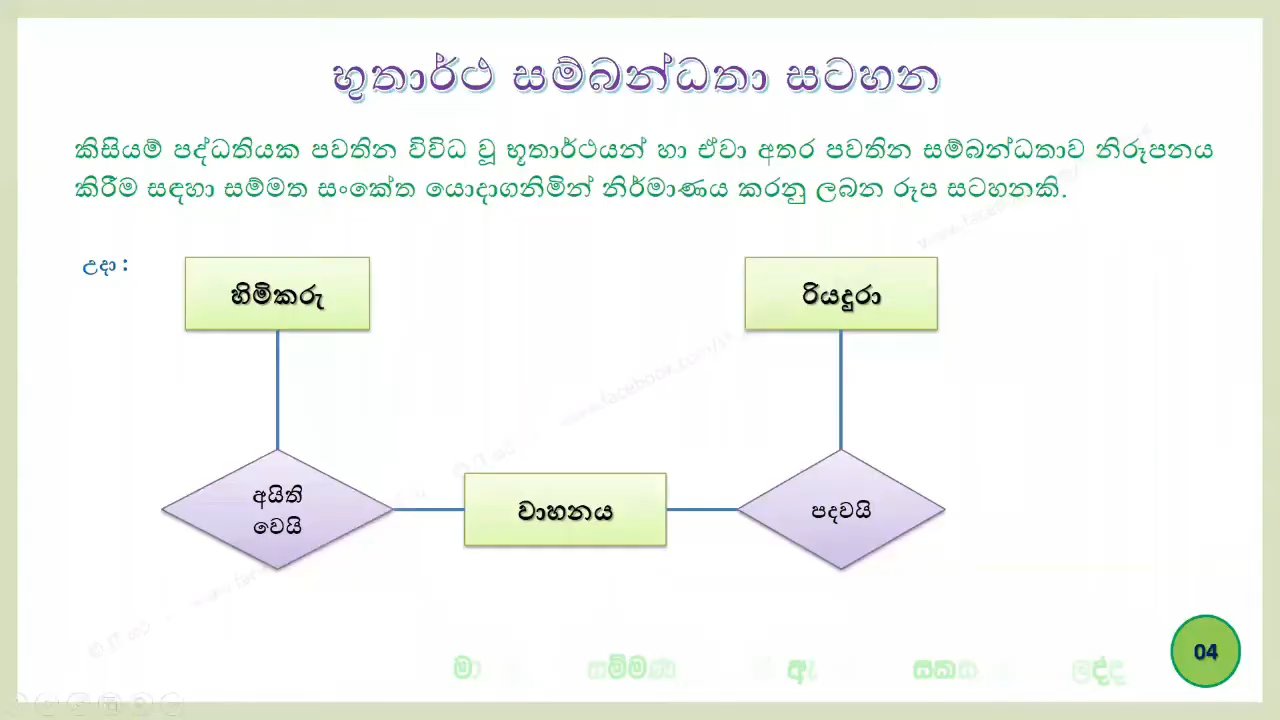 භූතාර්ථ සම්බන්ධතා සටහන
කිසියම් පද්ධතියක පවතින විවිධ වූ භූතාර්ථයන් හා ඒවා අතර පවතින සම්බන්ධතාව නිරූපනය
කිරීම සඳහා සම්මත සංකේත යොදාගනිමින් නිර්මාණය කරනු ලබන රූප සටහනකි.
උදා :
හිමිකරු
රියදුරා
අයිති
වෙයි
වාහනය
පදවයි
04